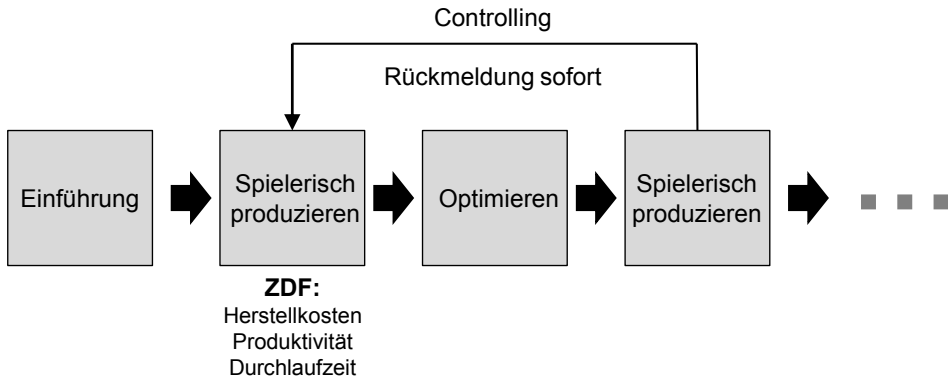 Controlling
Rückmeldung sofort
Einführung
Spielerisch
produzieren
Optimieren
Spielerisch
produzieren
ZDF:
Herstellkosten
Produktivität
Durchlaufzeit